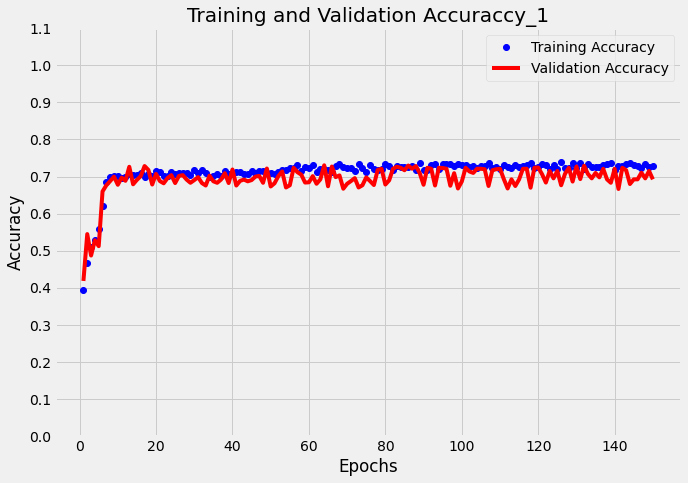 Training and Validation Accuraccy_1
Training Accuracy
Validation Accuracy
1.1
1.0
0.9
0.8
0.7
0.6
0.5
0.4
0.3
0.2
0.1
0.0
Accuracy
0 20 40 60 80 100 120 140
Epochs